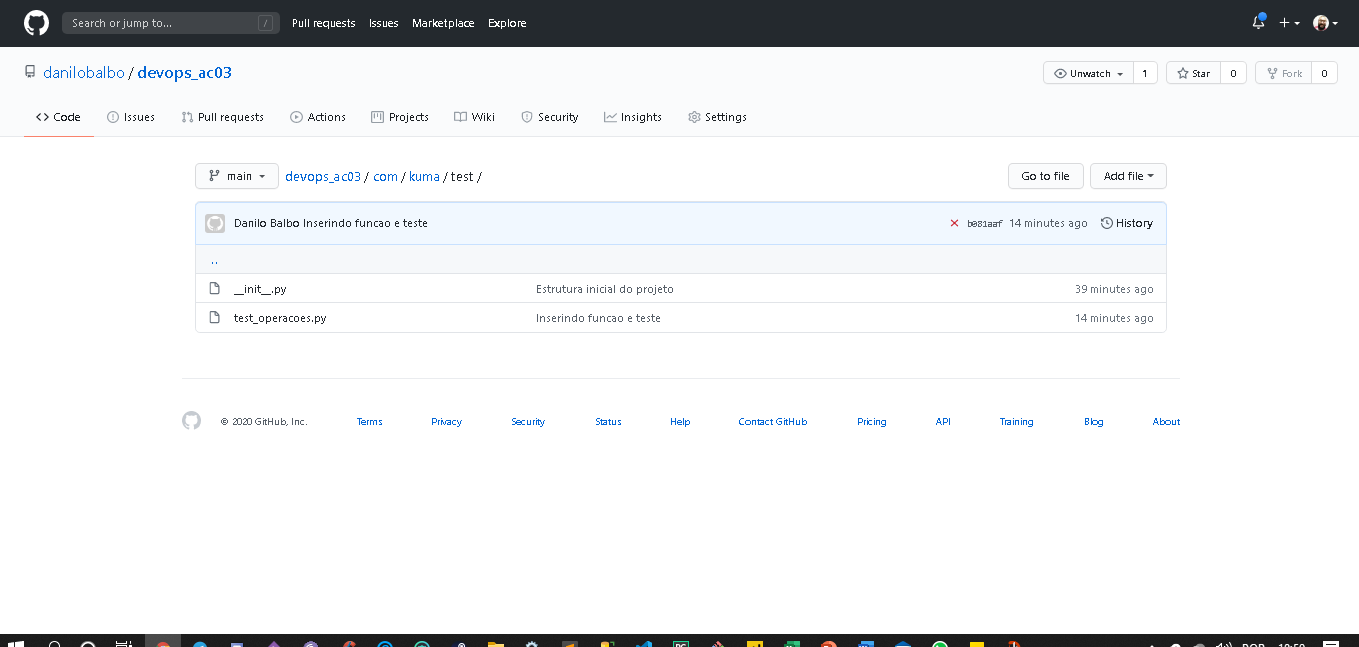 Search or jump to... /
Pull requests Issues Marketplace Explore
danilobalbo / devops_ac03
Unwatch 1 Star 0 Fork 0
Code Issues Pull requests Actions Projects Wiki Security Insights Settings
main devops_ac03 / com / kuma / test / Go to file Add file
Danilo Balbo Inserindo funcao e teste b081aaf 14 minutes ago History
..
__init__.py Estrutura inicial do projeto 39 minutes ago
test_operacoes.py Inserindo funcao e teste 14 minutes ago
© 2020 GitHub, Inc. Terms Privacy Security Status Help Contact GitHub Pricing API Training Blog About